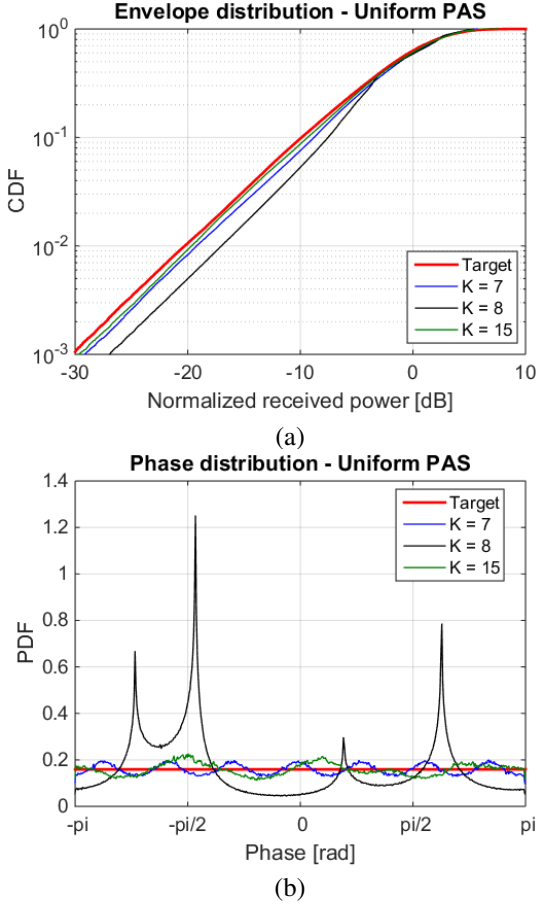 Envelope distribution - Uniform PAS
10^0
10^-1
10^-2
10^-3
CDF
Target
K = 7
K = 8
K = 15
-30
-20
-10
0
10
Normalized received power [dB]
(a)
Phase distribution - Uniform PAS
1.4
1.2
1
0.8
0.6
0.4
0.2
0
PDF
Target
K = 7
K = 8
K = 15
-pi
-pi/2
0
pi/2
pi
Phase [rad]
(b)